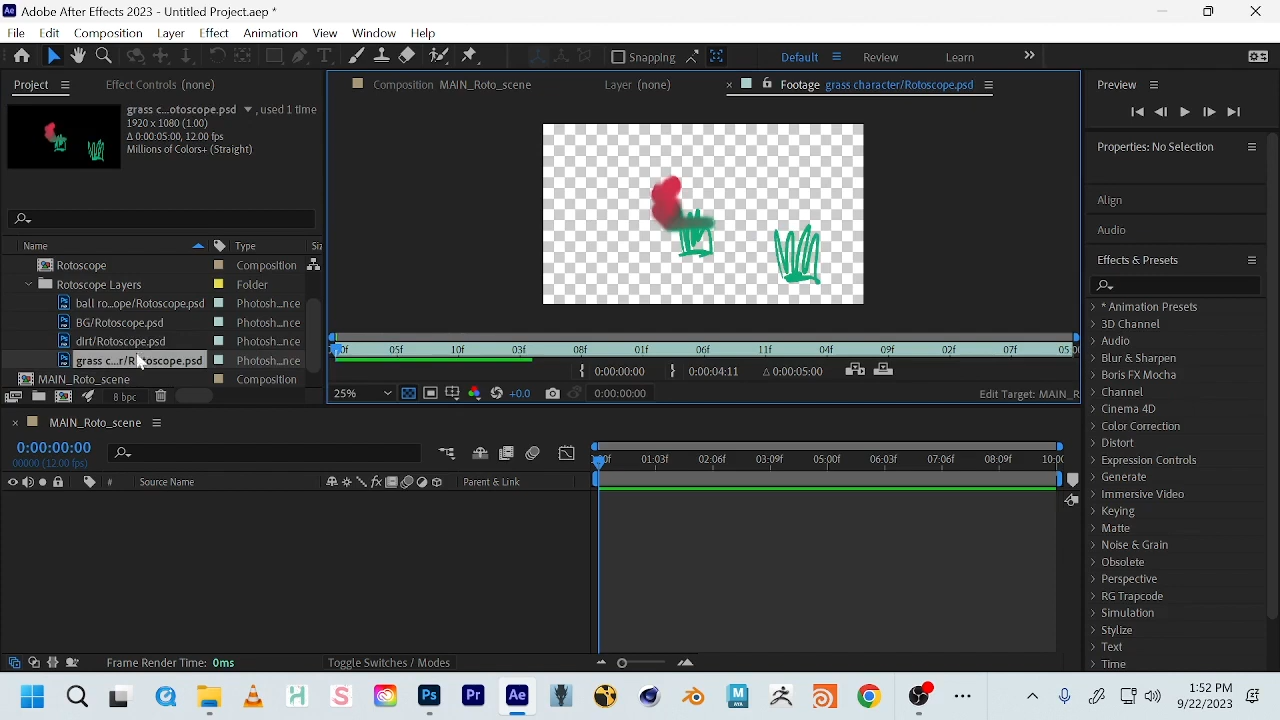 Adobe After Effects 2023 - Untitled Project.aep *
File Edit Composition Layer Effect Animation View Window Help
Snapping Default Review Learn
Project Effect Controls (none)
grass c...otoscope.psd , used 1 time
1920 x 1080 (1.00)
Δ 0:00:05:00, 12.00 fps
Millions of Colors+ (Straight)
Name Type Siz
Rotoscope Composition
Rotoscope Layers Folder
ball ro...ope/Rotoscope.psd Photosh...nce
BG/Rotoscope.psd Photosh...nce
dirt/Rotoscope.psd Photosh...nce
grass c...r/Rotoscope.psd Photosh...nce
MAIN_Roto_scene Composition
8 bpc
Composition MAIN_Roto_scene Layer (none) Footage grass character/Rotoscope.psd
05f 10f 03f 08f 01f 06f 11f 04f 09f 02f 07f 05
0:00:00:00 0:00:04:11 Δ 0:00:05:00
25% +0.0 0:00:00:00 Edit Target: MAIN_R
Preview
Properties: No Selection
Align
Audio
Effects & Presets
* Animation Presets
3D Channel
Audio
Blur & Sharpen
Boris FX Mocha
Channel
Cinema 4D
Color Correction
Distort
Expression Controls
Generate
Immersive Video
Keying
Matte
Noise & Grain
Obsolete
Perspective
RG Trapcode
Simulation
Stylize
Text
Time
MAIN_Roto_scene
0:00:00:00
00000 (12.00 fps)
:00f 01:03f 02:06f 03:09f 05:00f 06:03f 07:06f 08:09f 10:00
# Source Name Parent & Link
Frame Render Time: 0ms Toggle Switches / Modes
1:52 PM
9/22/2023